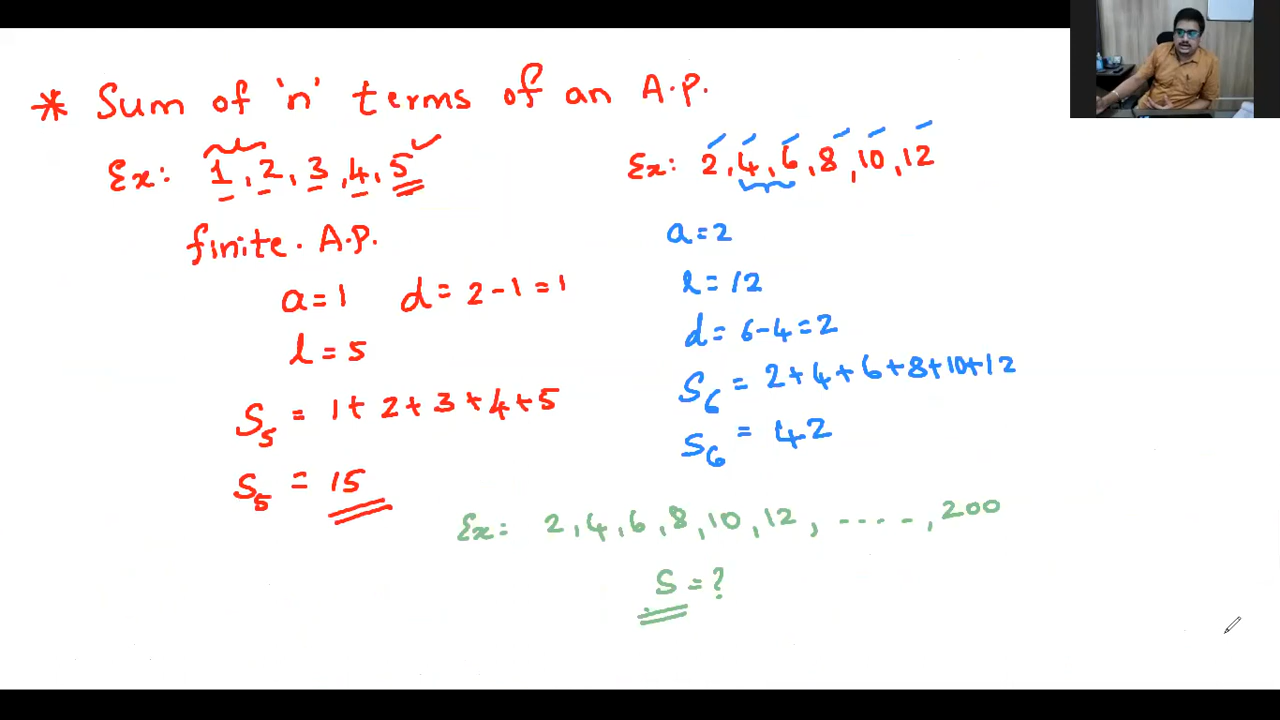 * Sum of 'n' terms of an A.P.
Ex: 1, 2, 3, 4, 5
finite. A.P.
a = 1 d = 2 - 1 = 1
l = 5
S5 = 1 + 2 + 3 + 4 + 5
S5 = 15
Ex: 2, 4, 6, 8, 10, 12
a = 2
l = 12
d = 6 - 4 = 2
S6 = 2 + 4 + 6 + 8 + 10 + 12
S6 = 42
Ex: 2, 4, 6, 8, 10, 12, ...., 200
S = ?